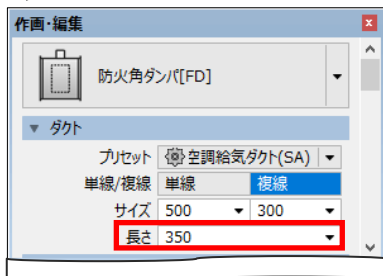 作画・編集
防火角ダンパ[FD]
ダクト
プリセット 空調給気ダクト(SA)
単線/複線 単線 複線
サイズ 500 300
長さ 350